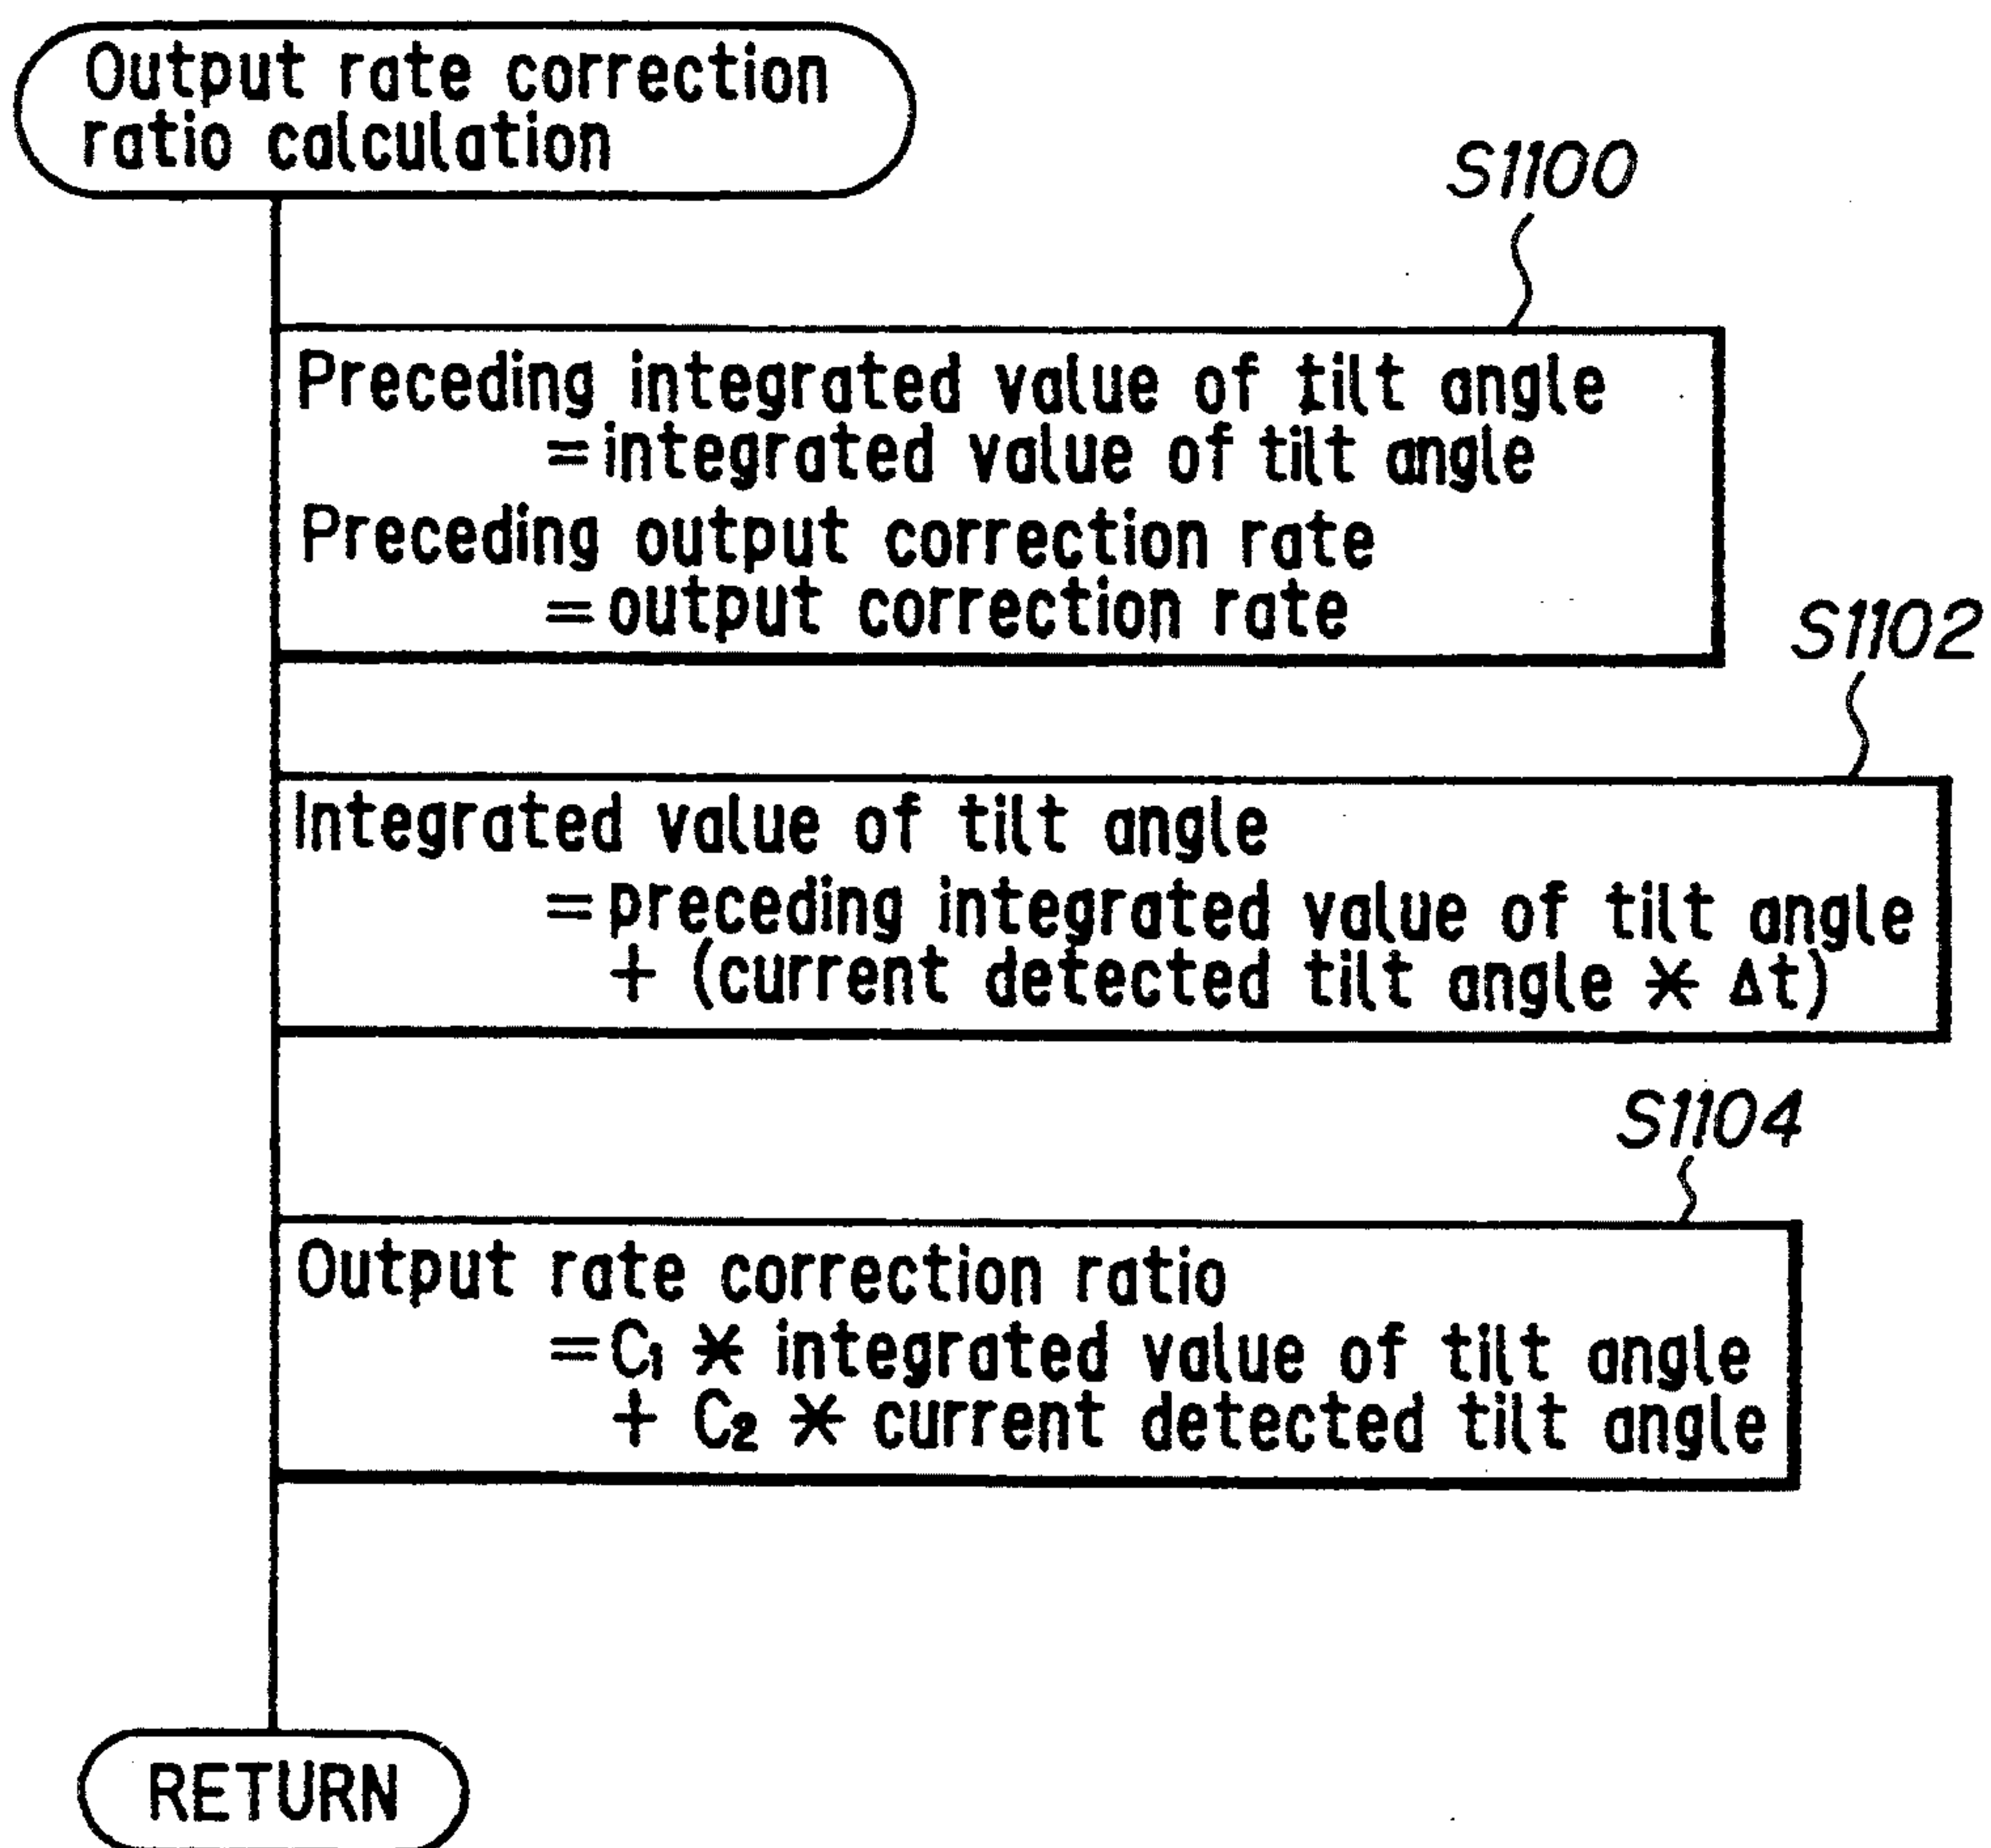 Output rate correction
ratio calculation
S1100
Preceding integrated value of tilt angle
= integrated value of tilt angle
Preceding output correction rate
= output correction rate
S1102
Integrated value of tilt angle
= preceding integrated value of tilt angle
+ (current detected tilt angle * Δt)
S1104
Output rate correction ratio
= C₁ * integrated value of tilt angle
+ C₂ * current detected tilt angle
RETURN